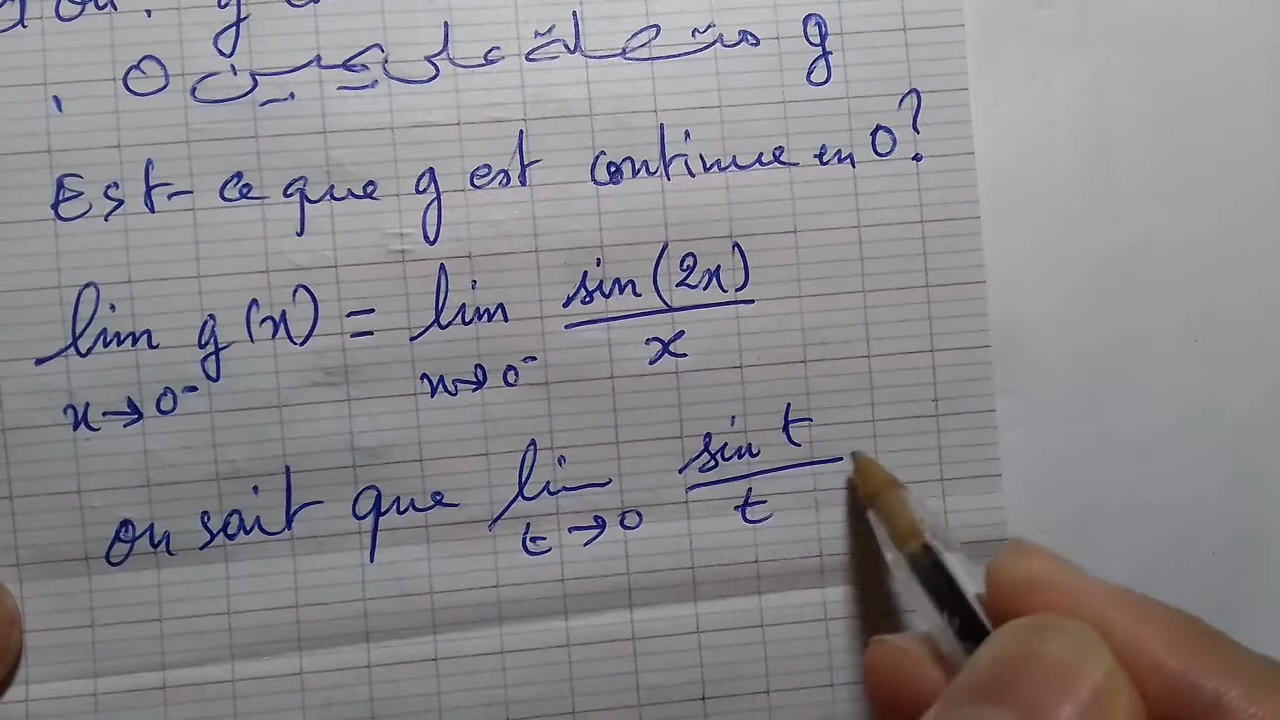 g متصلة على يمين 0 .
Est-ce que g est continue en 0?
lim g(x) = lim sin(2x)/x
x→0⁻ x→0⁻
on sait que lim sin t / t
t→0